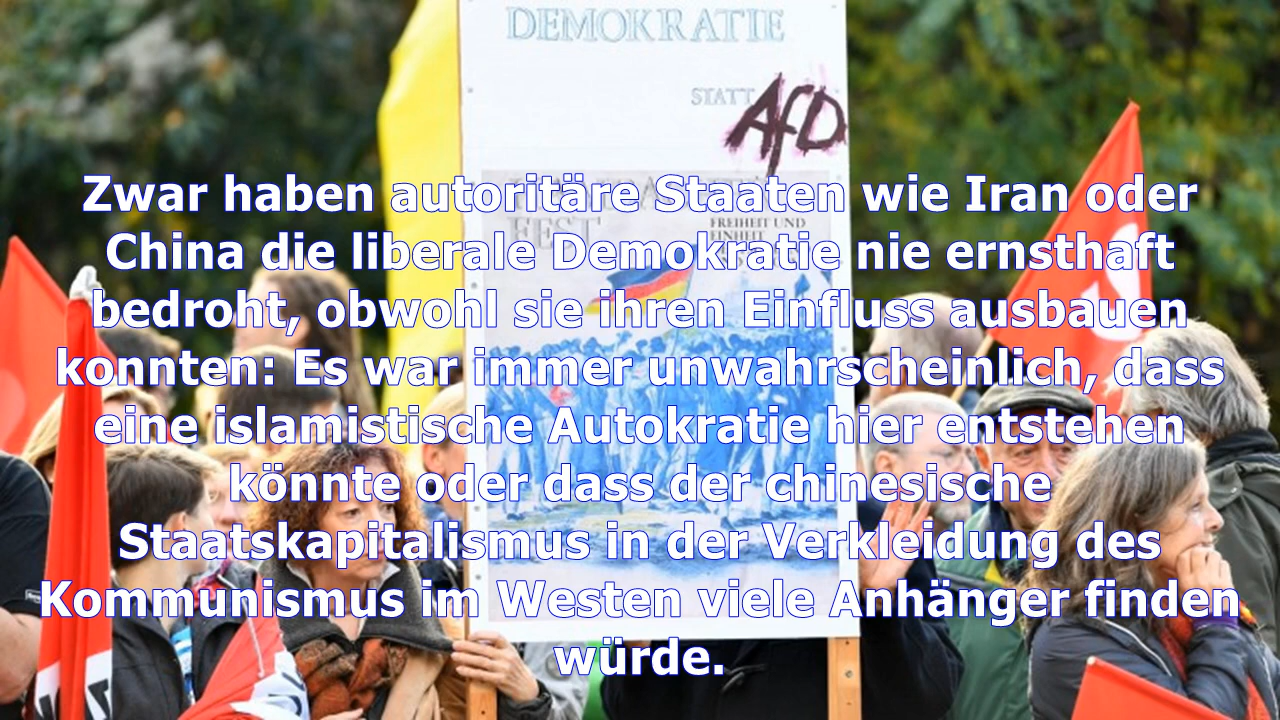 DEMOKRATIE
STATT AfD
Zwar haben autoritäre Staaten wie Iran oder
FEST
FREIHEIT UND
EINHEIT
China die liberale Demokratie nie ernsthaft
bedroht, obwohl sie ihren Einfluss ausbauen
konnten: Es war immer unwahrscheinlich, dass
eine islamistische Autokratie hier entstehen
könnte oder dass der chinesische
Staatskapitalismus in der Verkleidung des
Kommunismus im Westen viele Anhänger finden
würde.